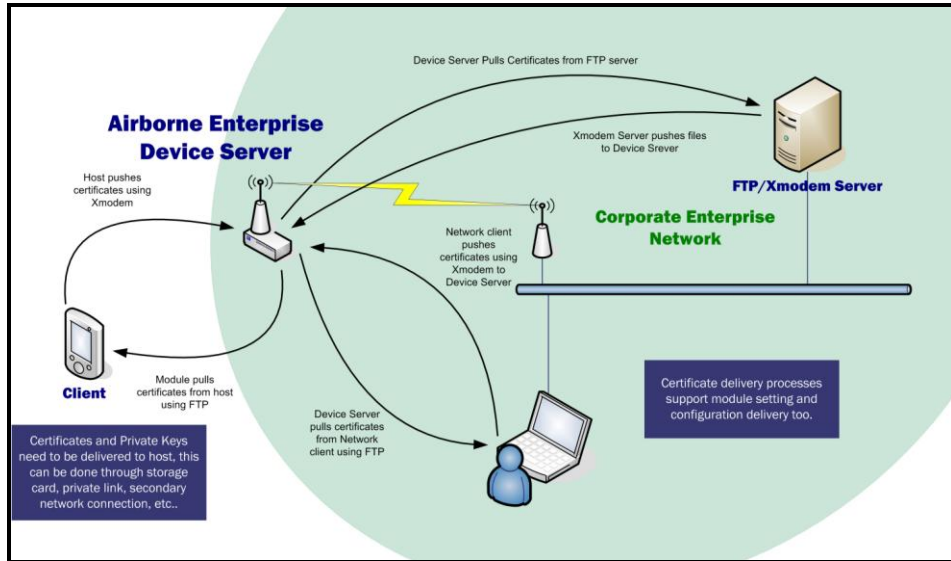 Device Server Pulls Certificates from FTP server
Airborne Enterprise
Device Server
Xmodem Server pushes files
to Device Srever
Host pushes
certificates using
Xmodem
FTP/Xmodem Server
Network client
pushes
certificates using
Xmodem to
Device Server
Corporate Enterprise
Network
Client
Module pulls
certificates from host
using FTP
Device Server
pulls certificates
from Network
client using FTP
Certificate delivery processes
support module setting and
configuration delivery too.
Certificates and Private Keys
need to be delivered to host, this
can be done through storage
card, private link, secondary
network connection, etc..